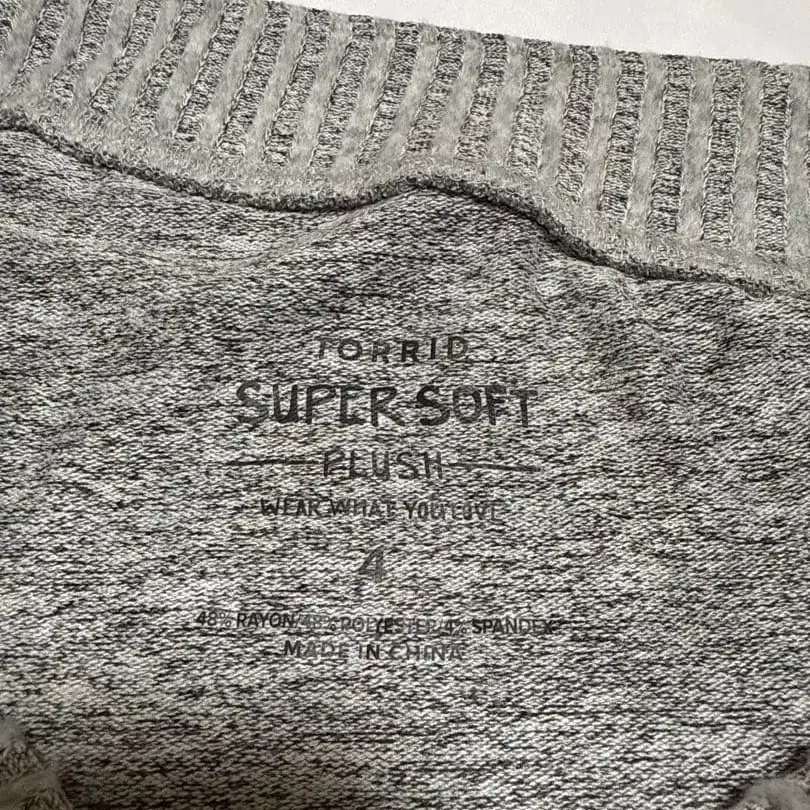 TORRID
SUPER SOFT
PLUSH
WEAR WHAT YOU LOVE
4
48% RAYON/48% POLYESTER/4% SPANDEX
MADE IN CHINA